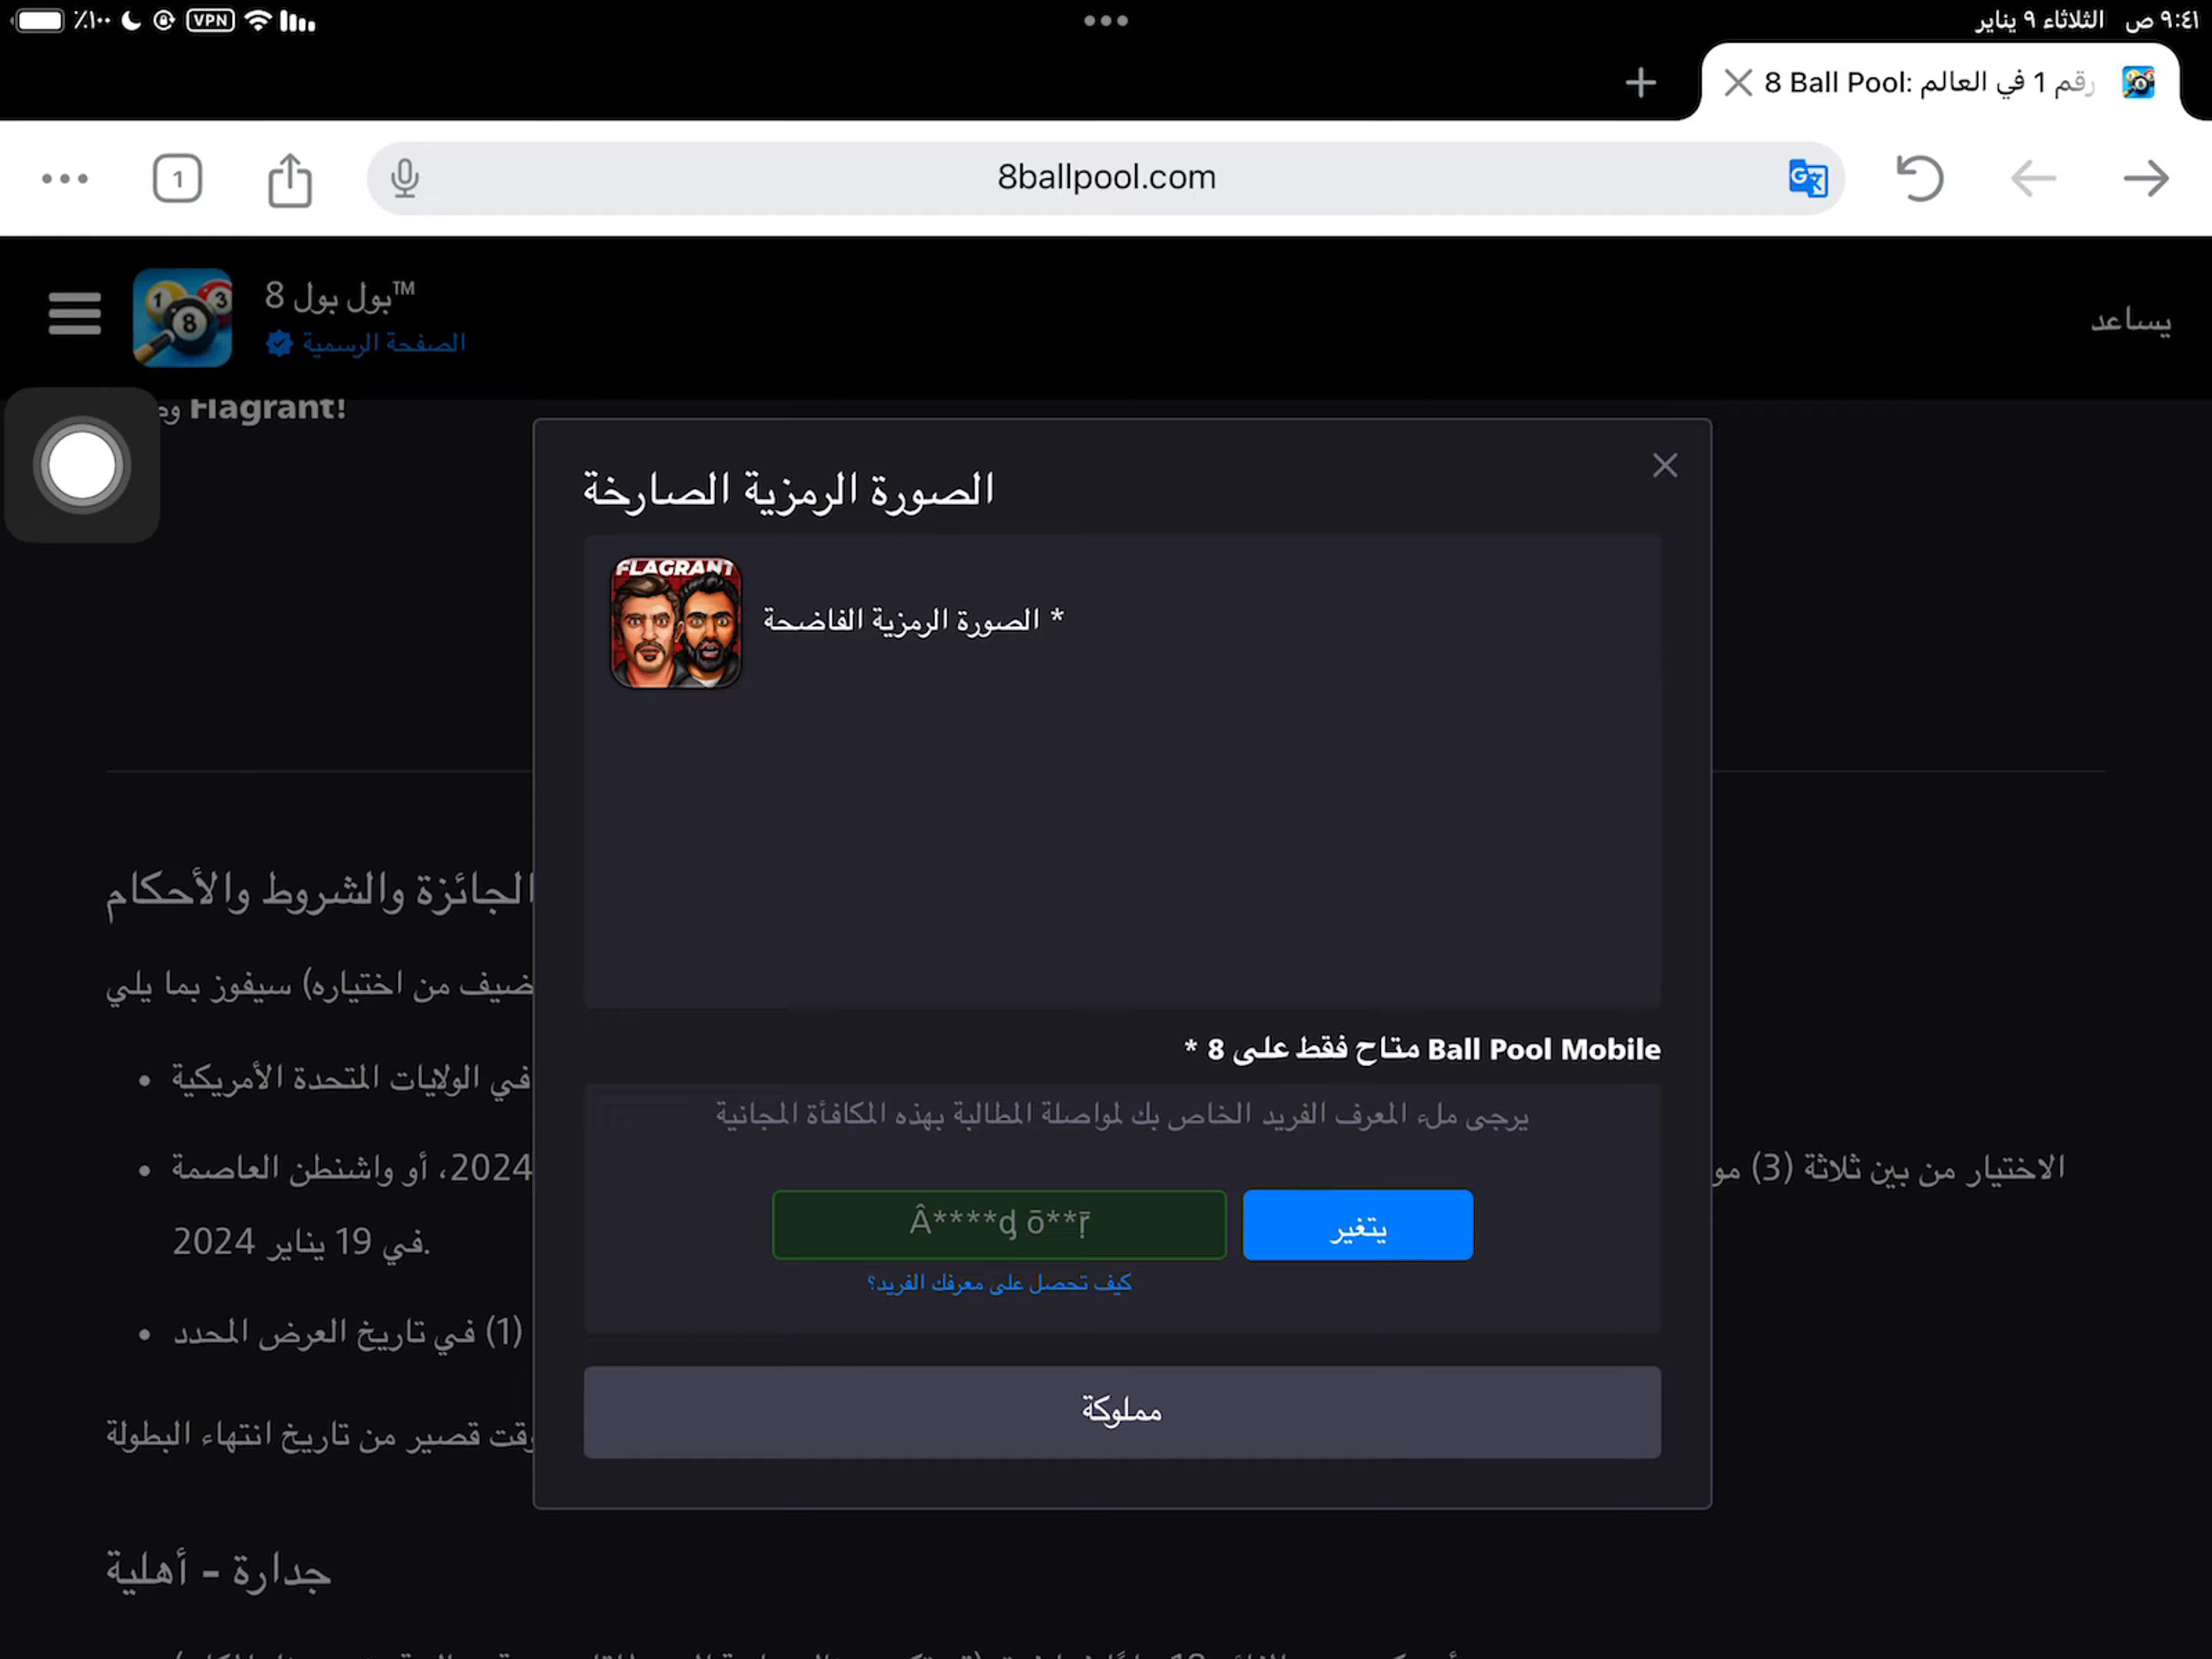 ٪١٠٠ VPN
٩:٤١ ص الثلاثاء ٩ يناير
8 Ball Pool: رقم 1 في العالم
1
8ballpool.com
بول بول 8™
الصفحة الرسمية
يساعد
Flagrant!
الصورة الرمزية الصارخة
FLAGRANT
* الصورة الرمزية الفاضحة
الجائزة والشروط والأحكام
ضيف من اختياره) سيفوز بما يلي
* متاح فقط على 8 Ball Pool Mobile
في الولايات المتحدة الأمريكية
يرجى ملء المعرف الفريد الخاص بك لمواصلة المطالبة بهذه المكافأة المجانية
الاختيار من بين ثلاثة (3)
2024، أو واشنطن العاصمة
في 19 يناير 2024.
Â****ᶁ ō**ṝ
يتغير
كيف تحصل على معرفك الفريد؟
(1) في تاريخ العرض المحدد
مملوكة
وقت قصير من تاريخ انتهاء البطولة
جدارة - أهلية